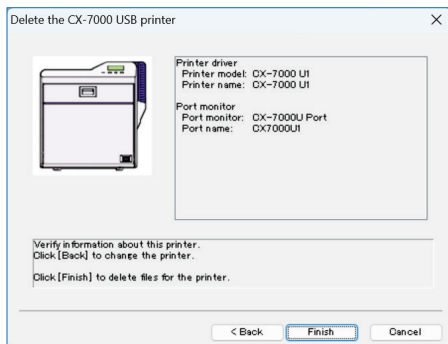 Delete the CX-7000 USB printer
Printer driver
Printer model: CX-7000 U1
Printer name: CX-7000 U1
Port monitor
Port monitor: CX-7000U Port
Port name: CX7000U1
Verify information about this printer.
Click [Back] to change the printer.
Click [Finish] to delete files for the printer.
< Back
Finish
Cancel